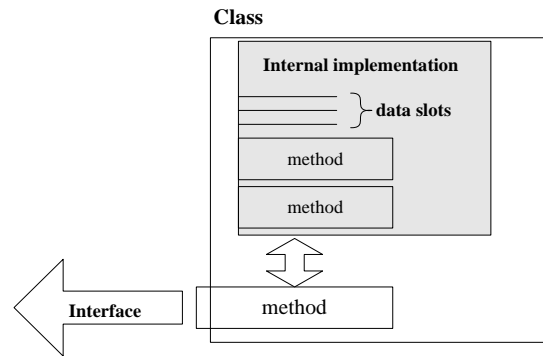 Class
Internal implementation
data slots
method
method
Interface
method